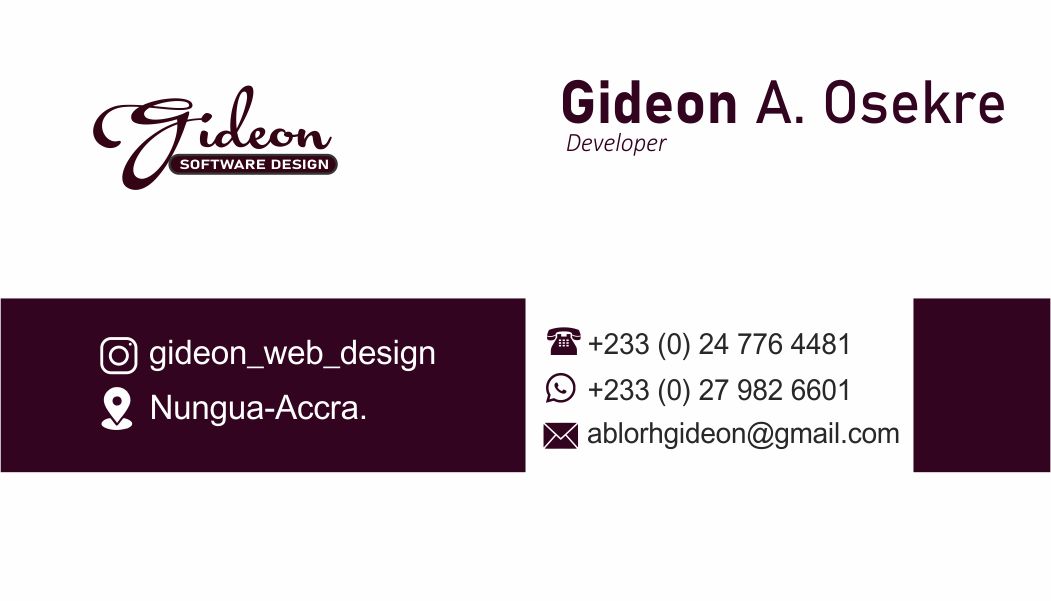 Gideon
SOFTWARE DESIGN
Gideon A. Osekre
Developer
gideon_web_design
Nungua-Accra.
+233 (0) 24 776 4481
+233 (0) 27 982 6601
ablorhgideon@gmail.com